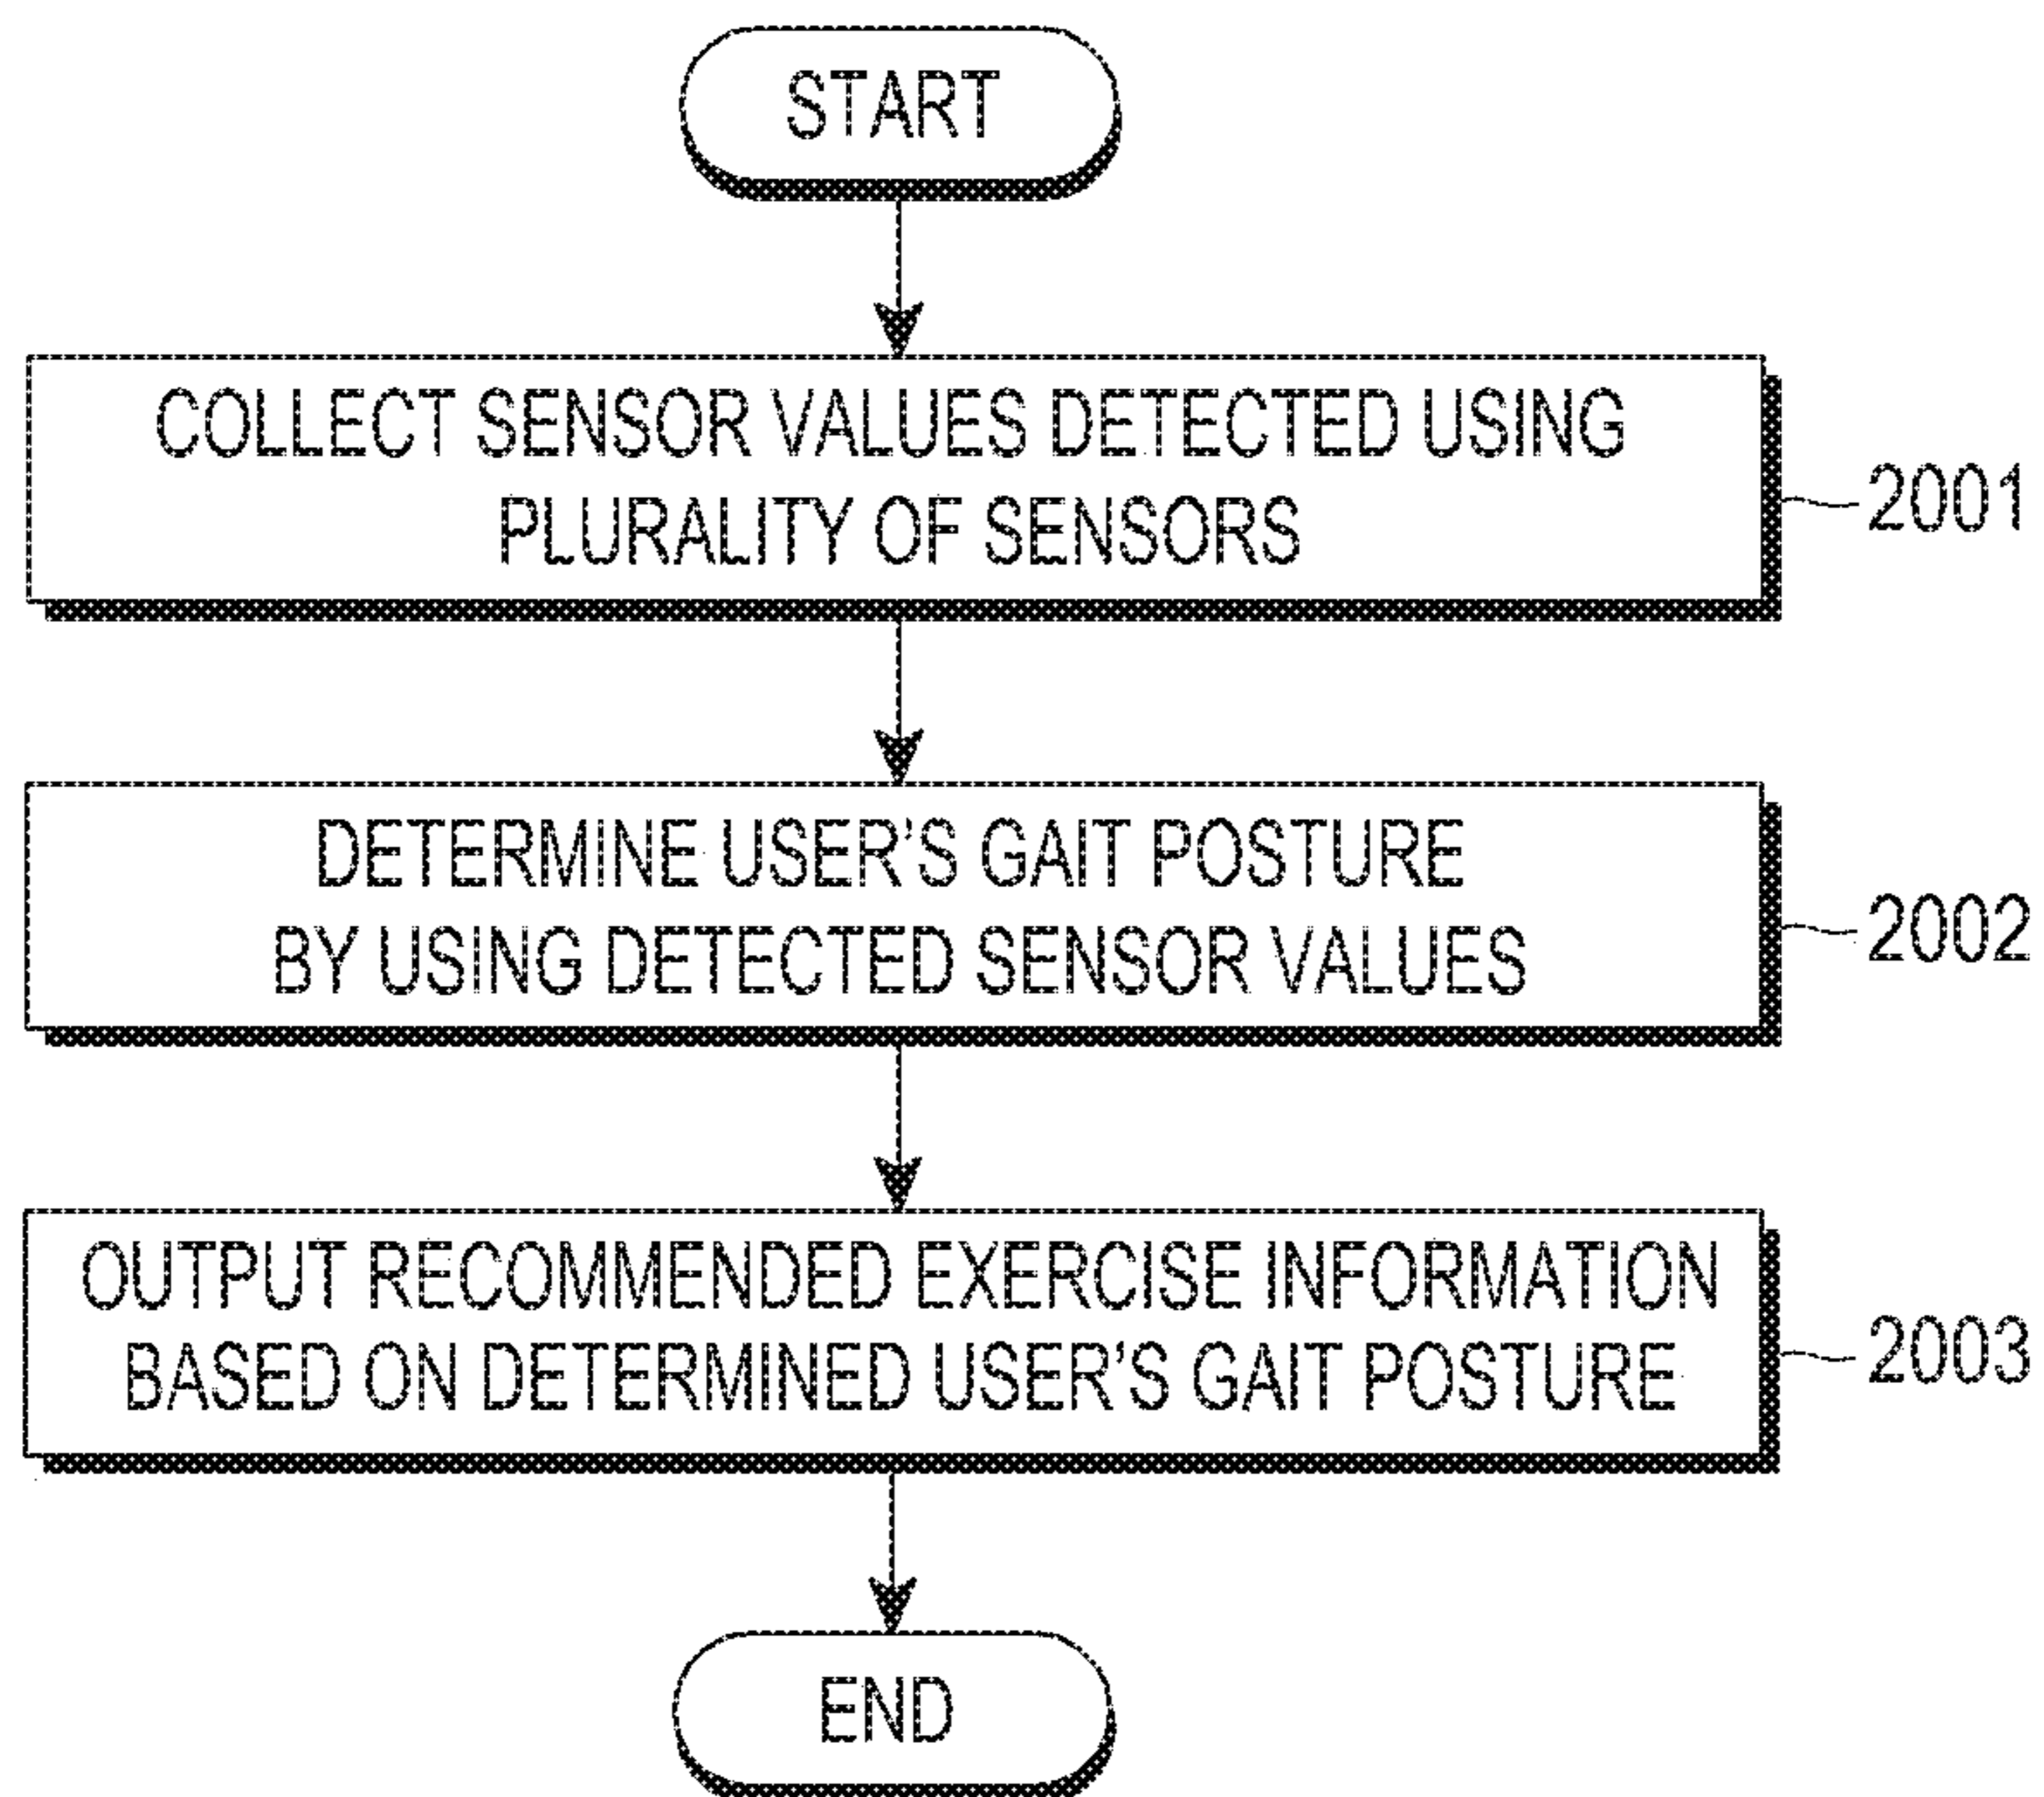 START
COLLECT SENSOR VALUES DETECTED USING
PLURALITY OF SENSORS
2001
DETERMINE USER'S GAIT POSTURE
BY USING DETECTED SENSOR VALUES
2002
OUTPUT RECOMMENDED EXERCISE INFORMATION
BASED ON DETERMINED USER'S GAIT POSTURE
2003
END